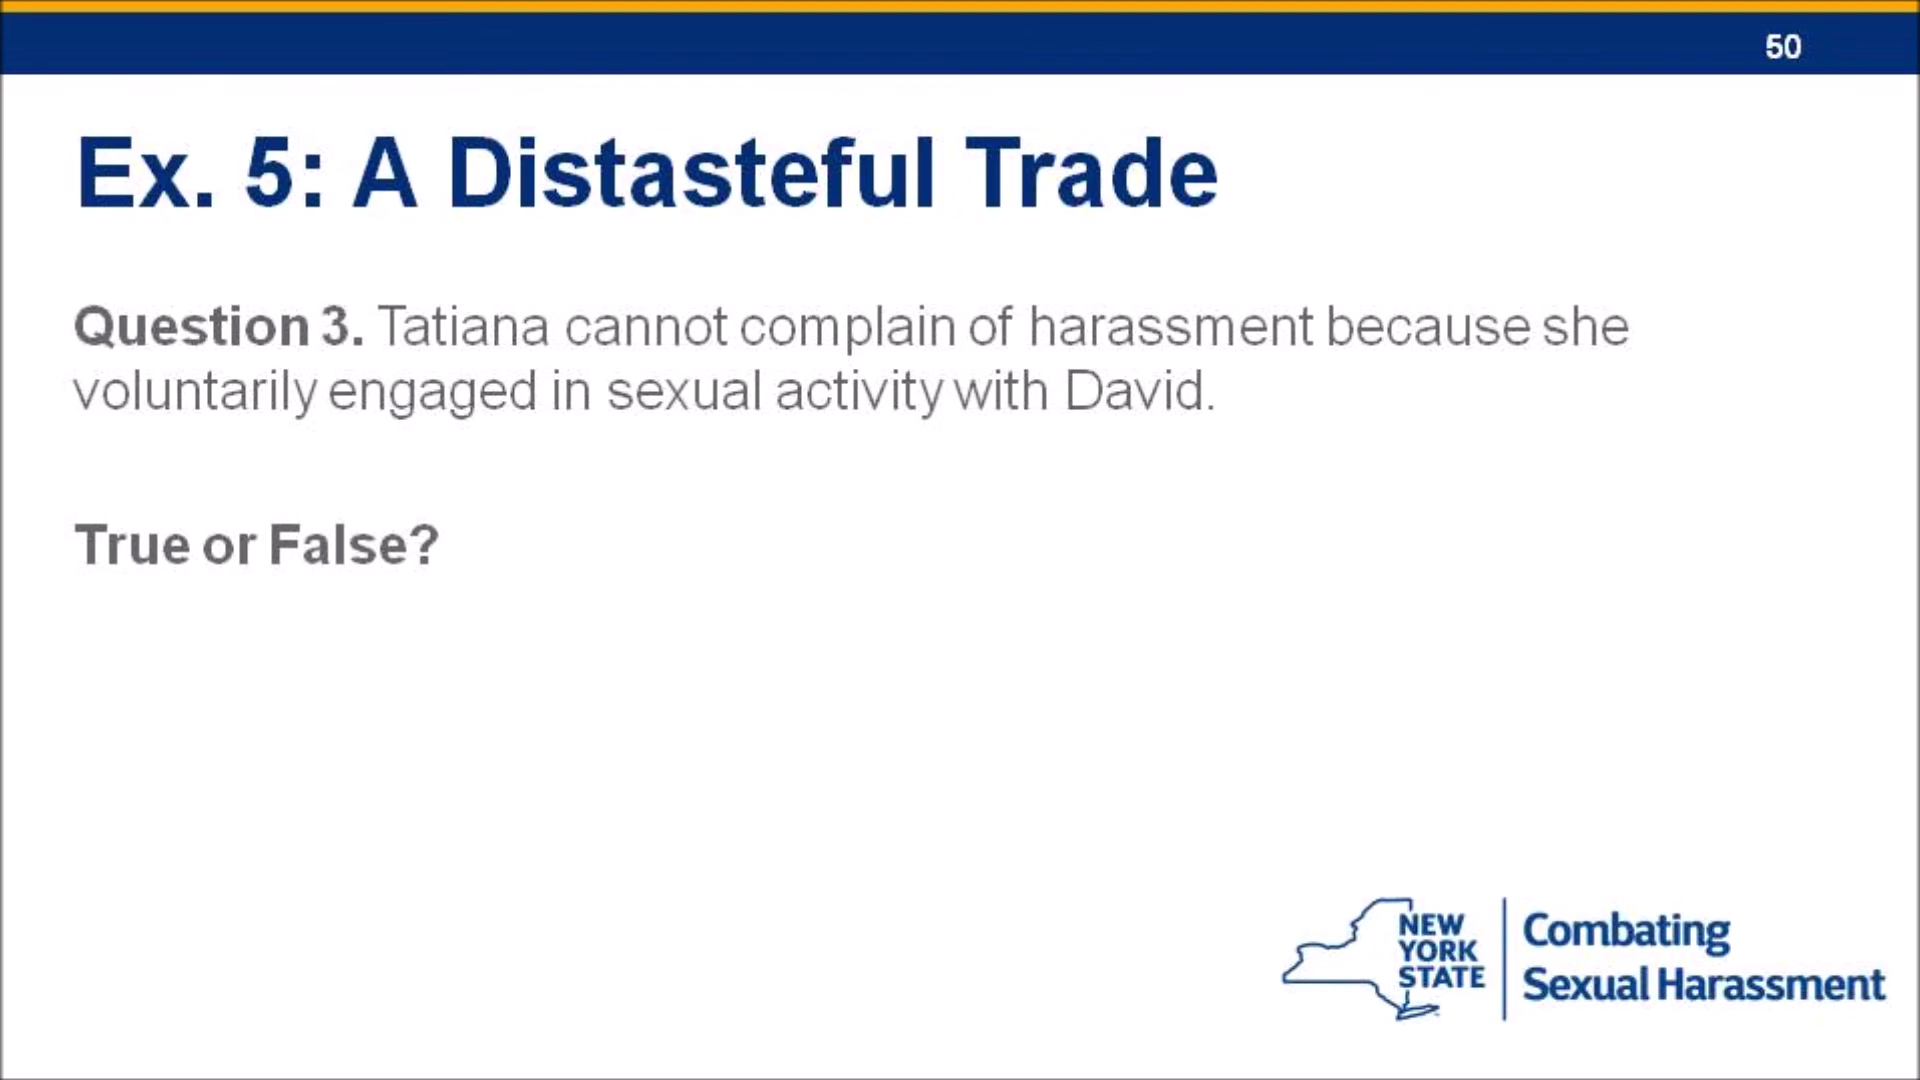 50
Ex. 5: A Distasteful Trade
Question 3. Tatiana cannot complain of harassment because she
voluntarily engaged in sexual activity with David.
True or False?
NEW
YORK
STATE
Combating
Sexual Harassment